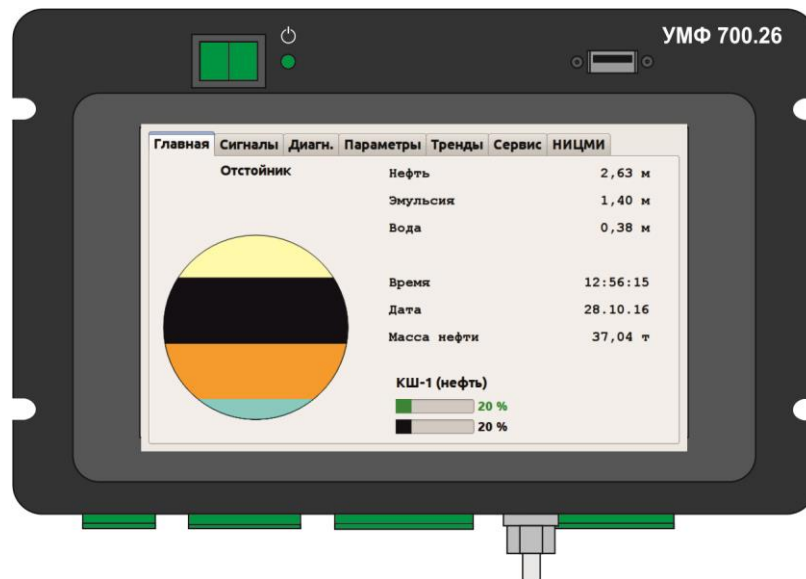 УМФ 700.26
Главная Сигналы Диагн. Параметры Тренды Сервис НИЦМИ
Отстойник
Нефть 2,63 м
Эмульсия 1,40 м
Вода 0,38 м
Время 12:56:15
Дата 28.10.16
Масса нефти 37,04 т
КШ-1 (нефть)
20 %
20 %